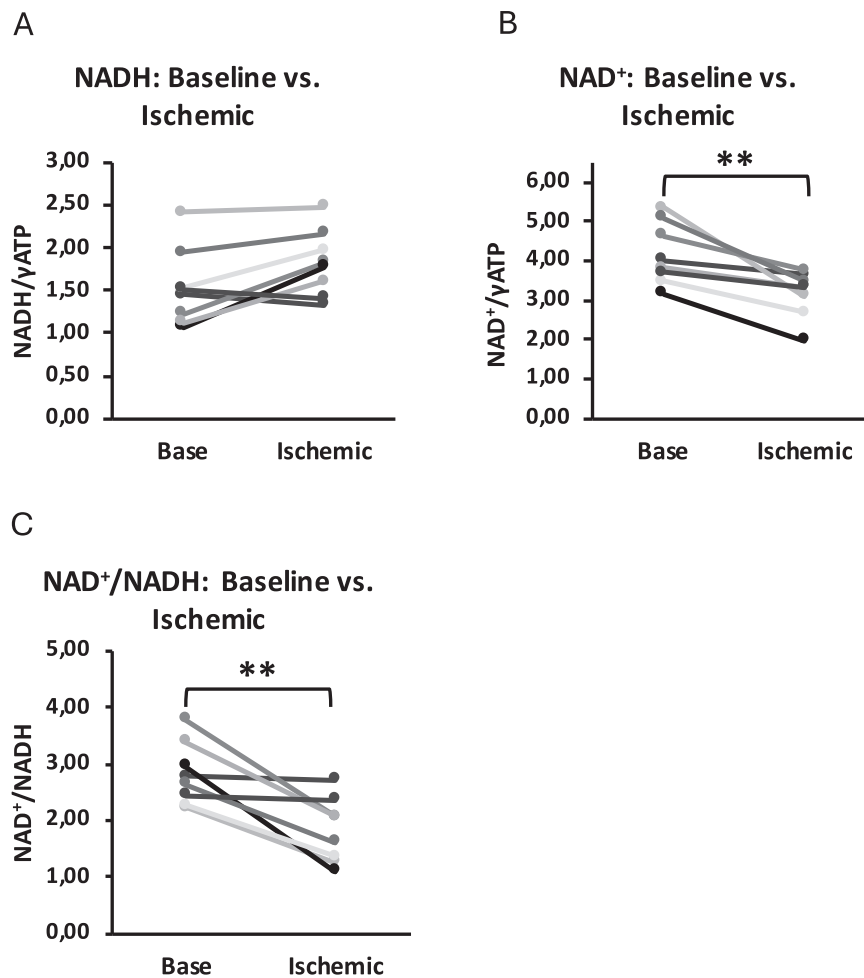 A
NADH: Baseline vs.
Ischemic
3,00
2,50
2,00
1,50
1,00
0,50
0,00
NADH/γATP
Base Ischemic
B
NAD⁺: Baseline vs.
Ischemic
**
6,00
5,00
4,00
3,00
2,00
1,00
0,00
NAD⁺/γATP
Base Ischemic
C
NAD⁺/NADH: Baseline vs.
Ischemic
5,00
**
4,00
3,00
2,00
1,00
0,00
NAD⁺/NADH
Base Ischemic